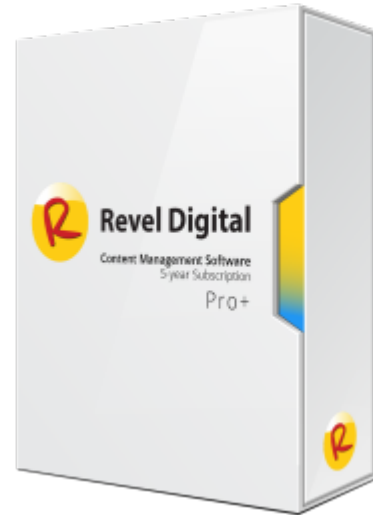 R
Revel Digital
Content Management Software
5-year Subscription
Pro+
R